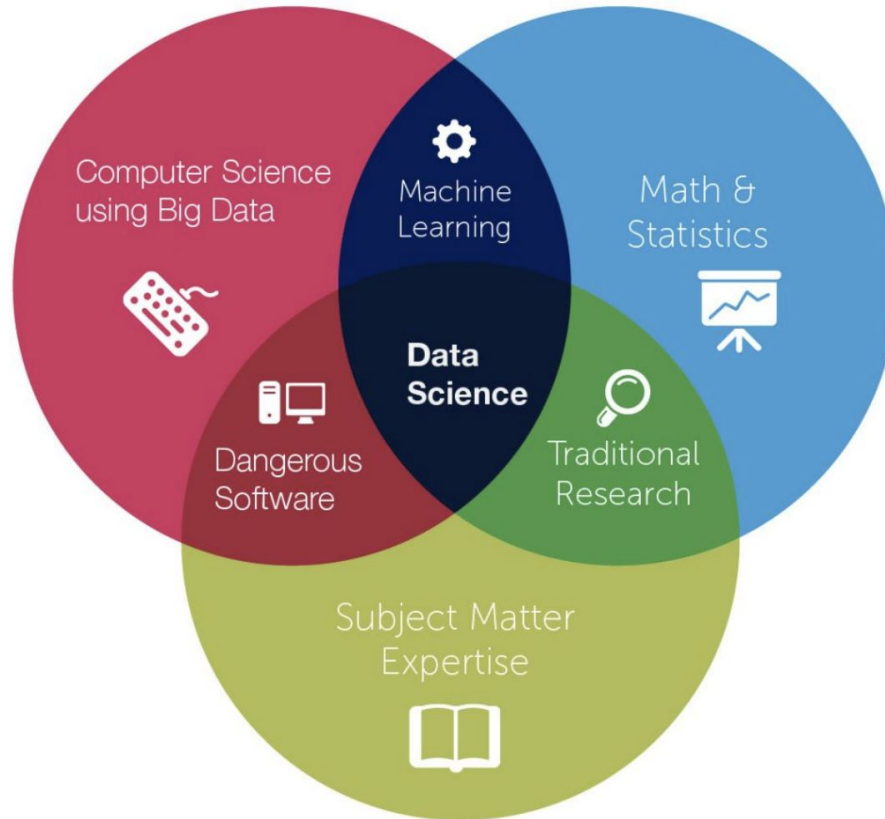 Computer Science
using Big Data
Machine
Learning
Math &
Statistics
Data
Science
Dangerous
Software
Traditional
Research
Subject Matter
Expertise